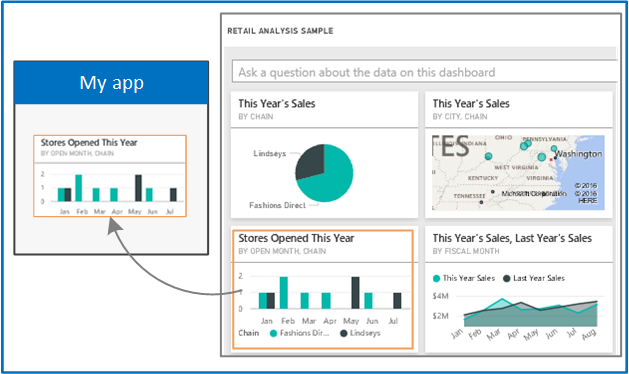 RETAIL ANALYSIS SAMPLE
Ask a question about the data on this dashboard
My app
Stores Opened This Year
BY OPEN MONTH, CHAIN
2
1
0
Jan Feb Mar Apr May Jun Jul
This Year's Sales
BY CHAIN
Lindseys
Fashions Direct
This Year's Sales
BY CITY, CHAIN
TES
OHIO
PENNSYLVANIA
INDIANA
Washington
WEST VIRGINIA
KENTUCKY
VIRGINIA
TENNESSEE
Microsoft Corporation
© 2016
© 2016
HERE
Stores Opened This Year
BY OPEN MONTH, CHAIN
2
1
0
Jan Feb Mar Apr May Jun Jul
Chain Fashions Dir... Lindseys
This Year's Sales, Last Year's Sales
BY FISCAL MONTH
This Year Sales Last Year Sales
$4M
$2M
Jan Feb Mar Apr May Jun Jul Aug